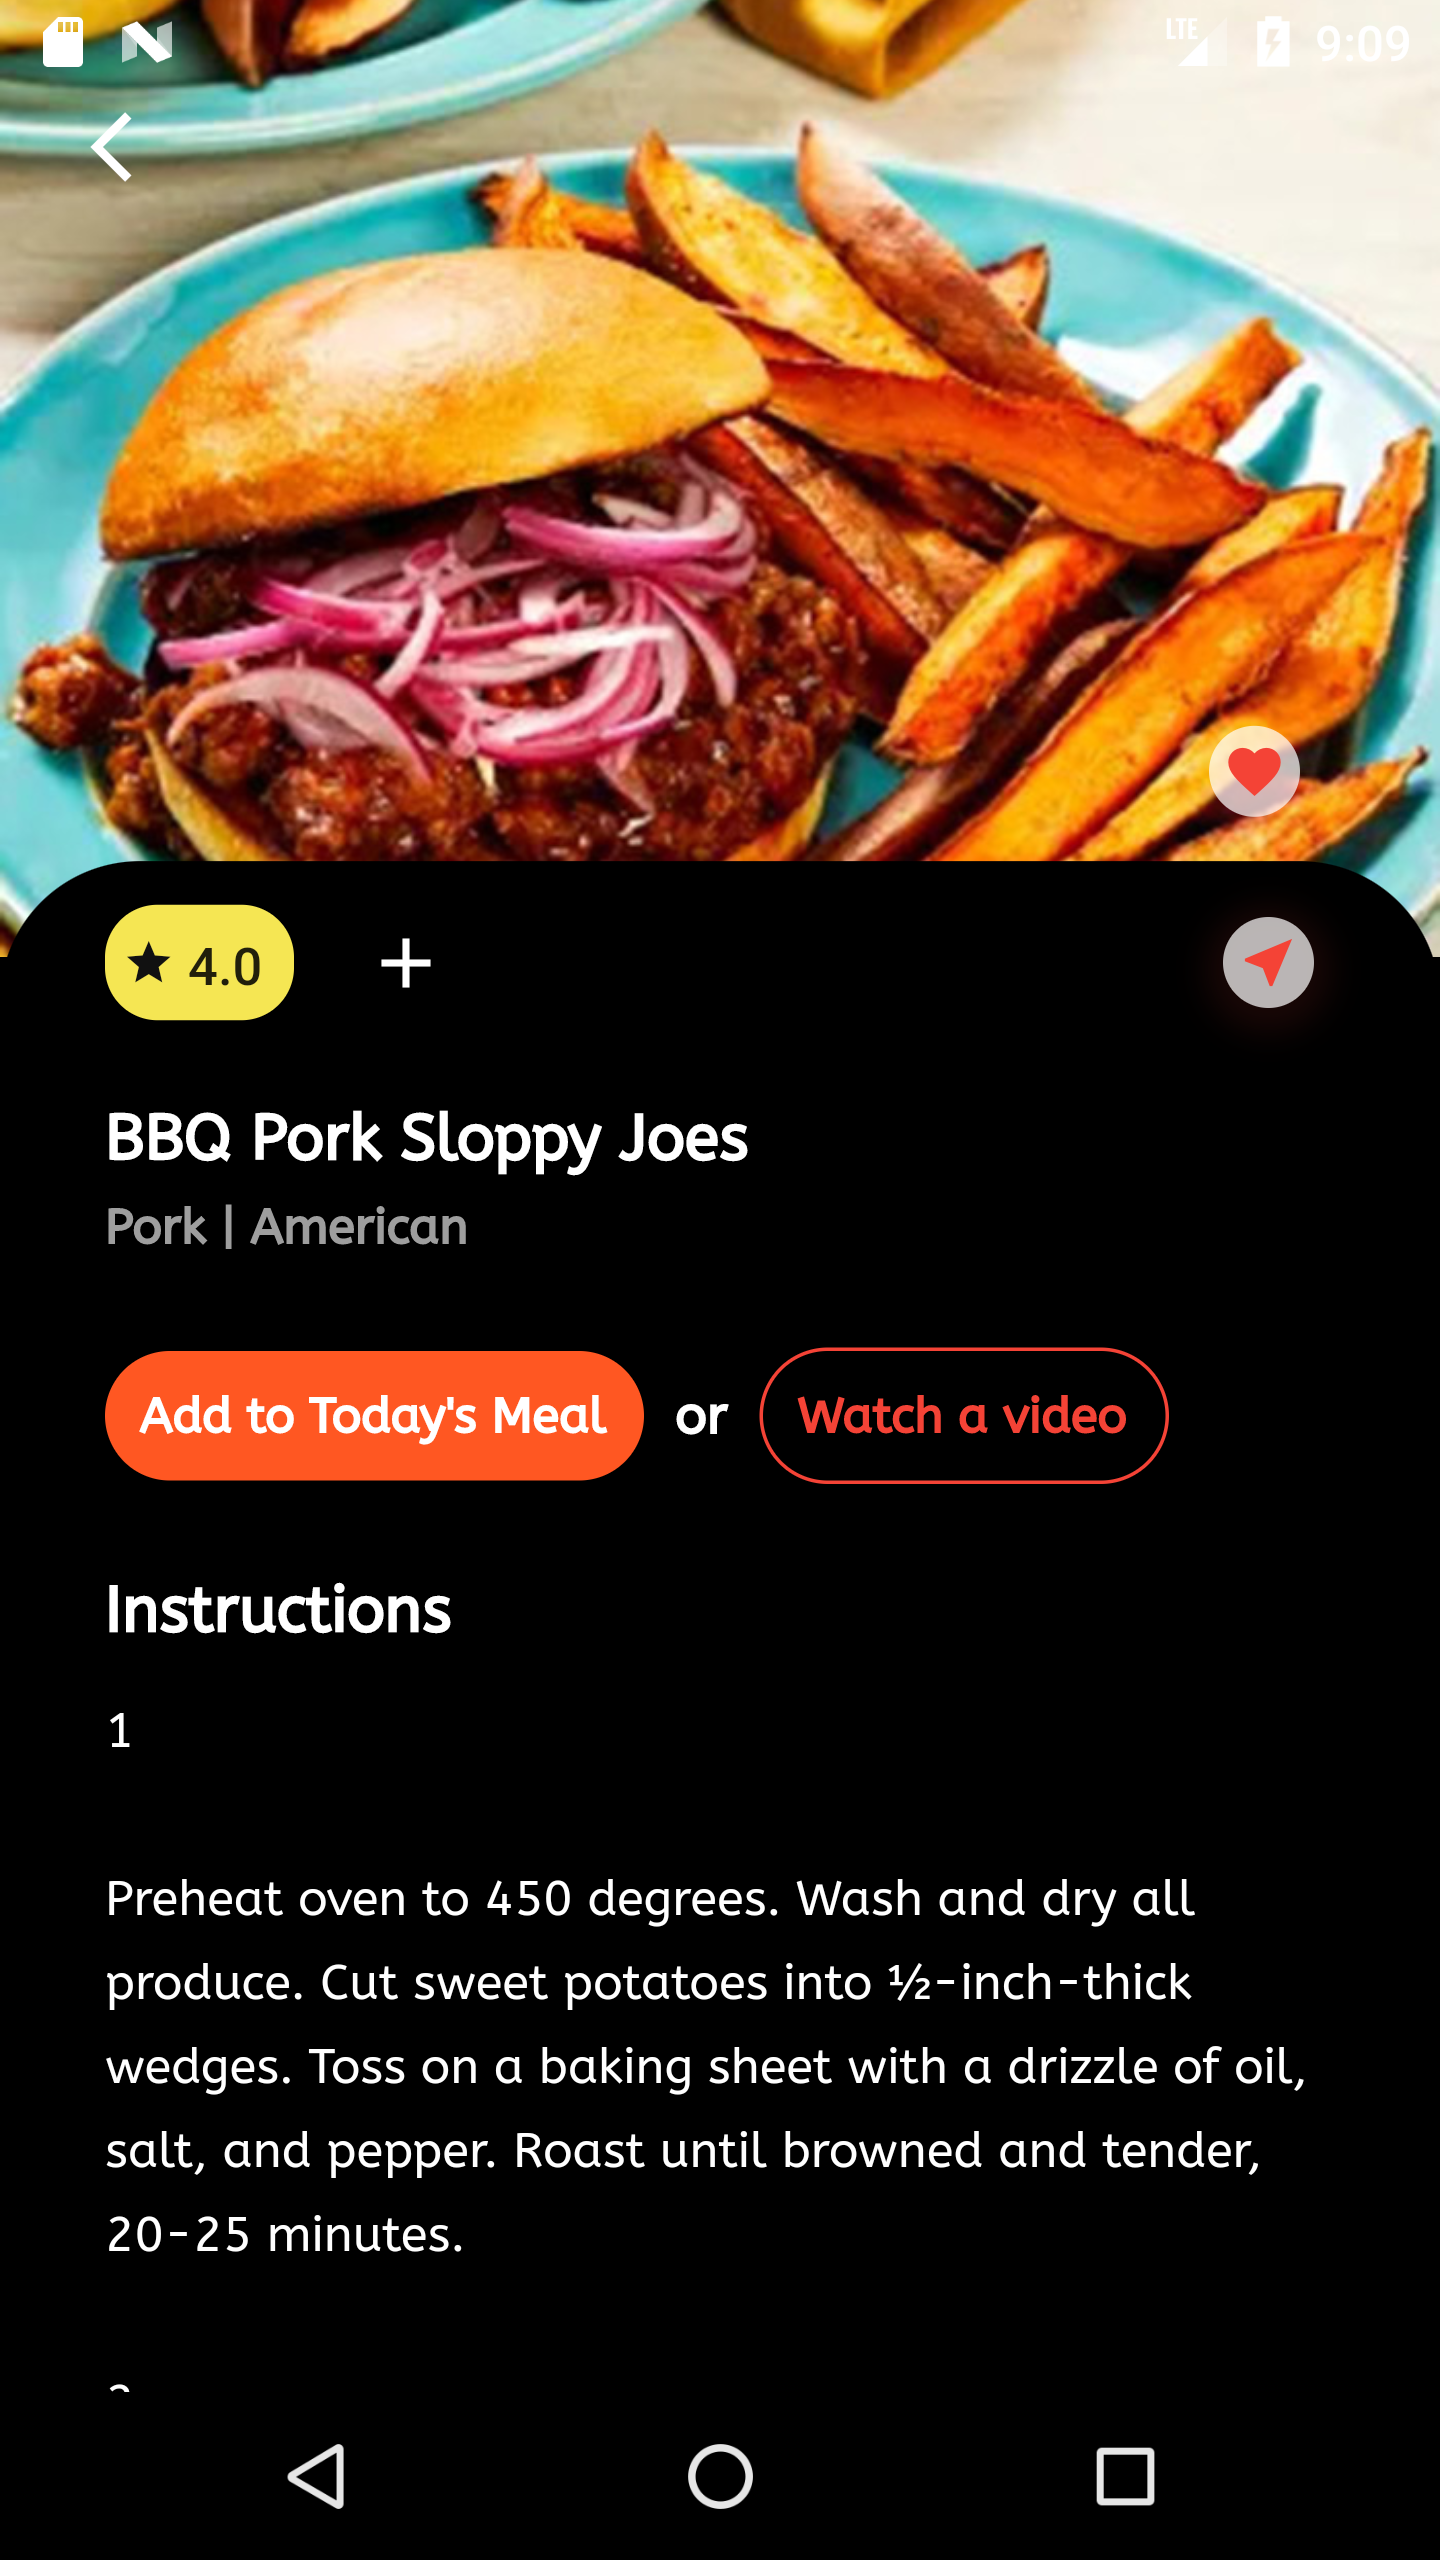 LTE 9:09
4.0
BBQ Pork Sloppy Joes
Pork | American
Add to Today's Meal or Watch a video
Instructions
1
Preheat oven to 450 degrees. Wash and dry all
produce. Cut sweet potatoes into ½-inch-thick
wedges. Toss on a baking sheet with a drizzle of oil,
salt, and pepper. Roast until browned and tender,
20-25 minutes.